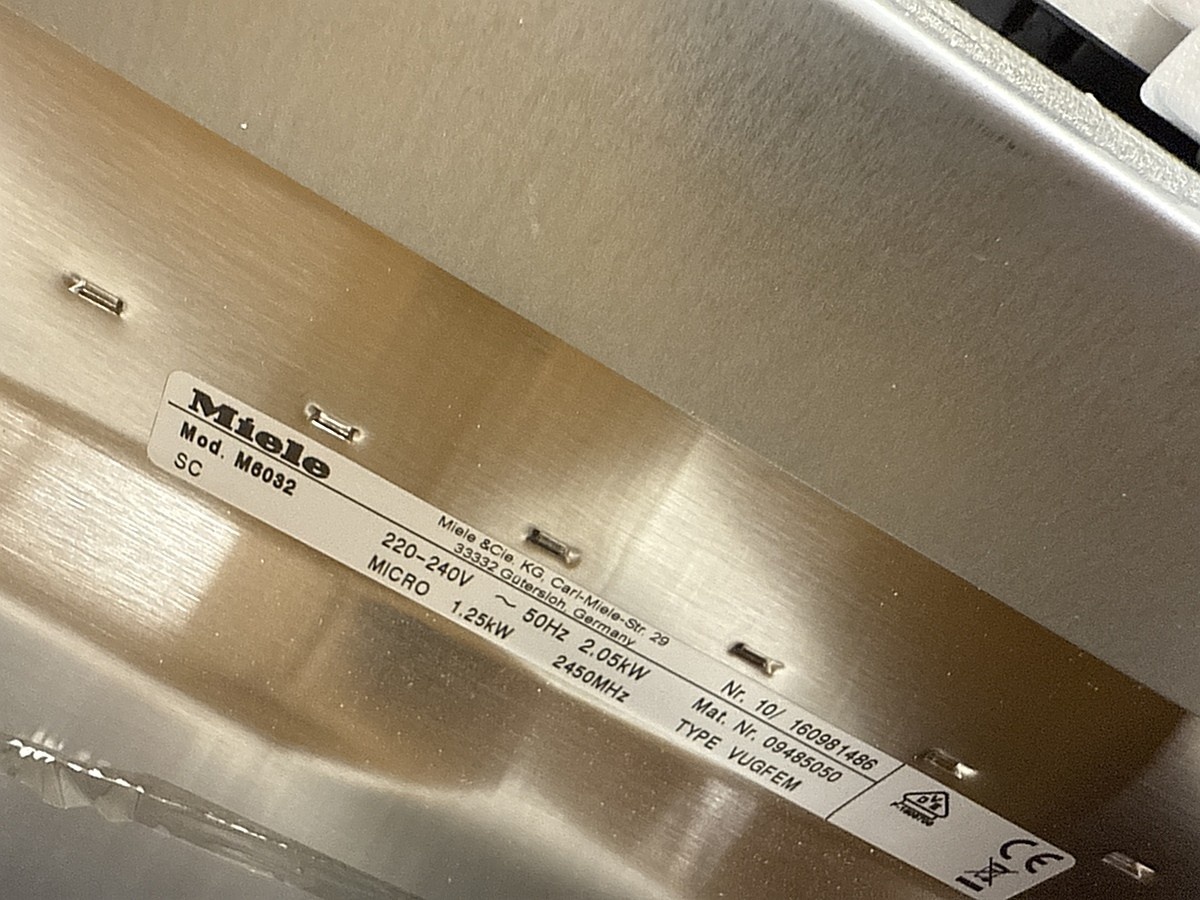 Miele
Mod. M6032
SC
Miele &Cie. KG, Carl-Miele-Str. 29
33332 Gütersloh, Germany
220-240V ~ 50Hz 2.05kW
MICRO 1.25kW 2450MHz
Nr. 10/ 160981486
Mat. Nr. 09485050
TYPE VUGFEM
DVE
CE